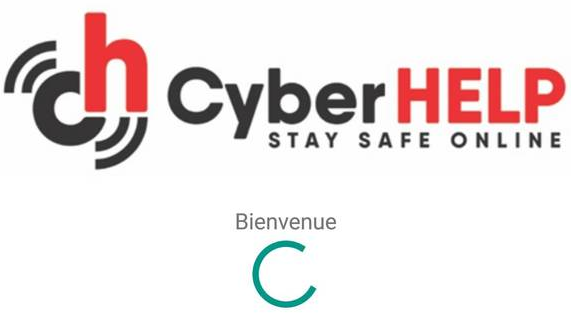 ch CyberHELP
STAY SAFE ONLINE
Bienvenue